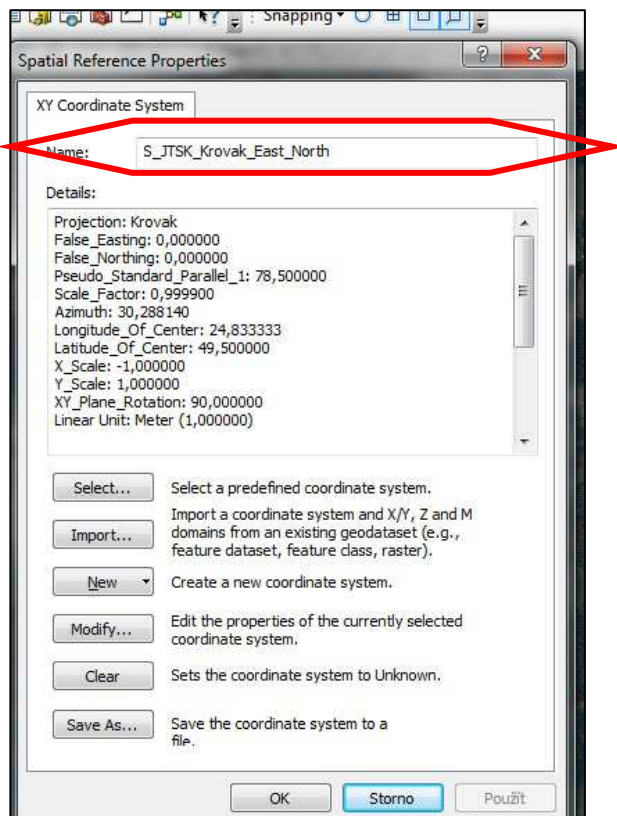 Snapping
Spatial Reference Properties
XY Coordinate System
Name: S_JTSK_Krovak_East_North
Details:
Projection: Krovak
False_Easting: 0,000000
False_Northing: 0,000000
Pseudo_Standard_Parallel_1: 78,500000
Scale_Factor: 0,999900
Azimuth: 30,288140
Longitude_Of_Center: 24,833333
Latitude_Of_Center: 49,500000
X_Scale: -1,000000
Y_Scale: 1,000000
XY_Plane_Rotation: 90,000000
Linear Unit: Meter (1,000000)
Select... Select a predefined coordinate system.
Import a coordinate system and X/Y, Z and M
Import... domains from an existing geodataset (e.g.,
feature dataset, feature class, raster).
New Create a new coordinate system.
Edit the properties of the currently selected
Modify... coordinate system.
Clear Sets the coordinate system to Unknown.
Save As... Save the coordinate system to a
file.
OK Storno Použít